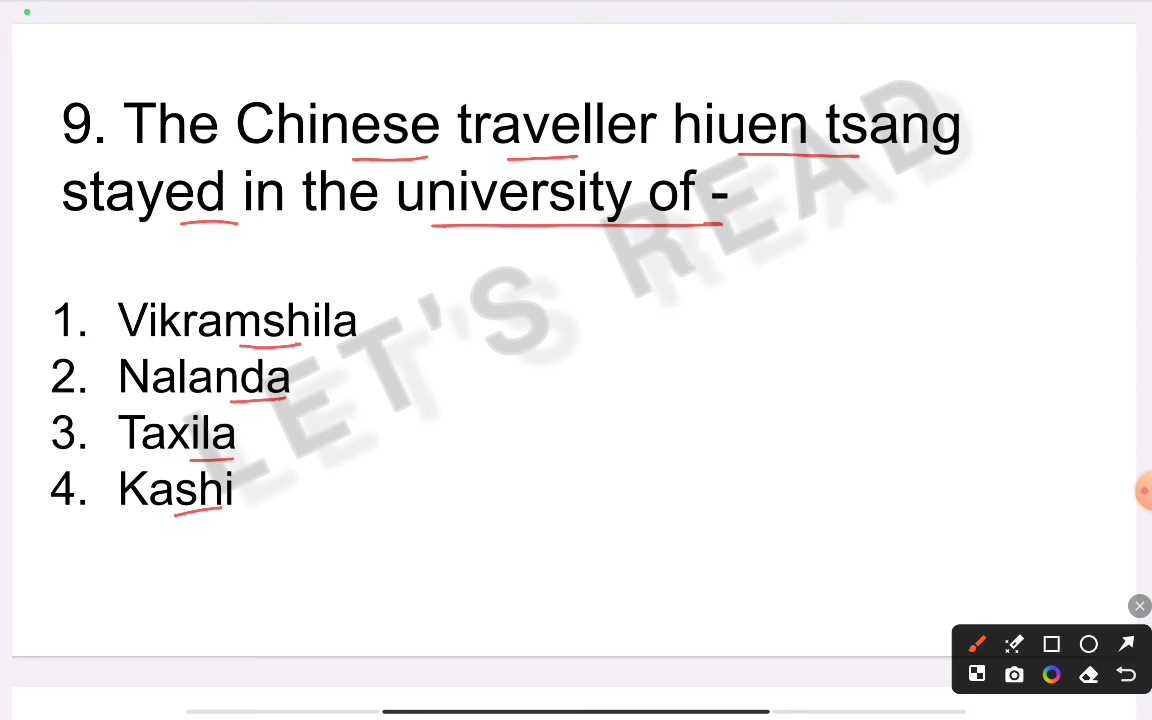 9. The Chinese traveller hiuen tsang
stayed in the university of -
1. Vikramshila
2. Nalanda
3. Taxila
4. Kashi
LET'S READ